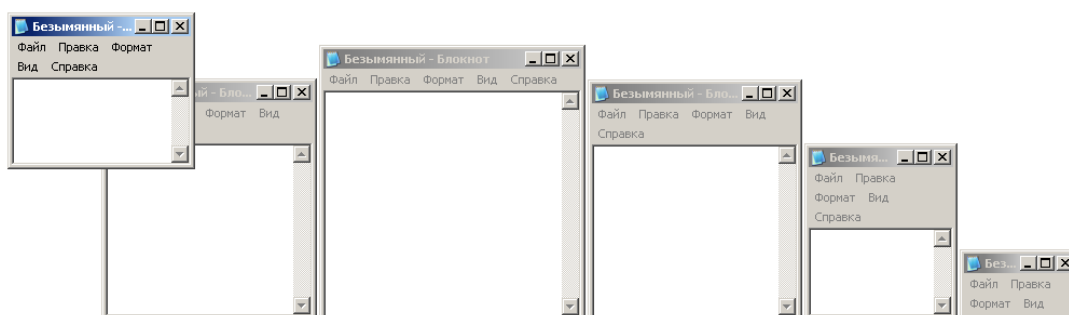 Безымянный -...
Файл Правка Формат
Вид Справка
ый - Бло...
Формат Вид
Безымянный - Блокнот
Файл Правка Формат Вид Справка
Безымянный - Бло...
Файл Правка Формат Вид
Справка
Безымя...
Файл Правка
Формат Вид
Справка
Без...
Файл Правка
Формат Вид